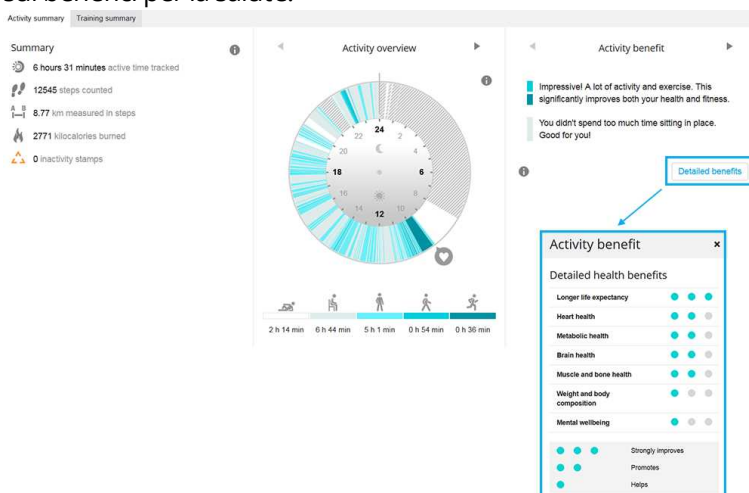 sui benefici per la salute.
Activity summary Training summary
Summary
6 hours 31 minutes active time tracked
12545 steps counted
A B
8.77 km measured in steps
2771 kilocalories burned
0 inactivity stamps
Activity overview
24
22 2
20 4
18 6
16 8
14 10
12
2 h 14 min 6 h 44 min 5 h 1 min 0 h 54 min 0 h 36 min
Activity benefit
Impressive! A lot of activity and exercise. This
significantly improves both your health and fitness.
You didn't spend too much time sitting in place.
Good for you!
Detailed benefits
Activity benefit ×
Detailed health benefits
Longer life expectancy
Heart health
Metabolic health
Brain health
Muscle and bone health
Weight and body
composition
Mental wellbeing
Strongly improves
Promotes
Helps